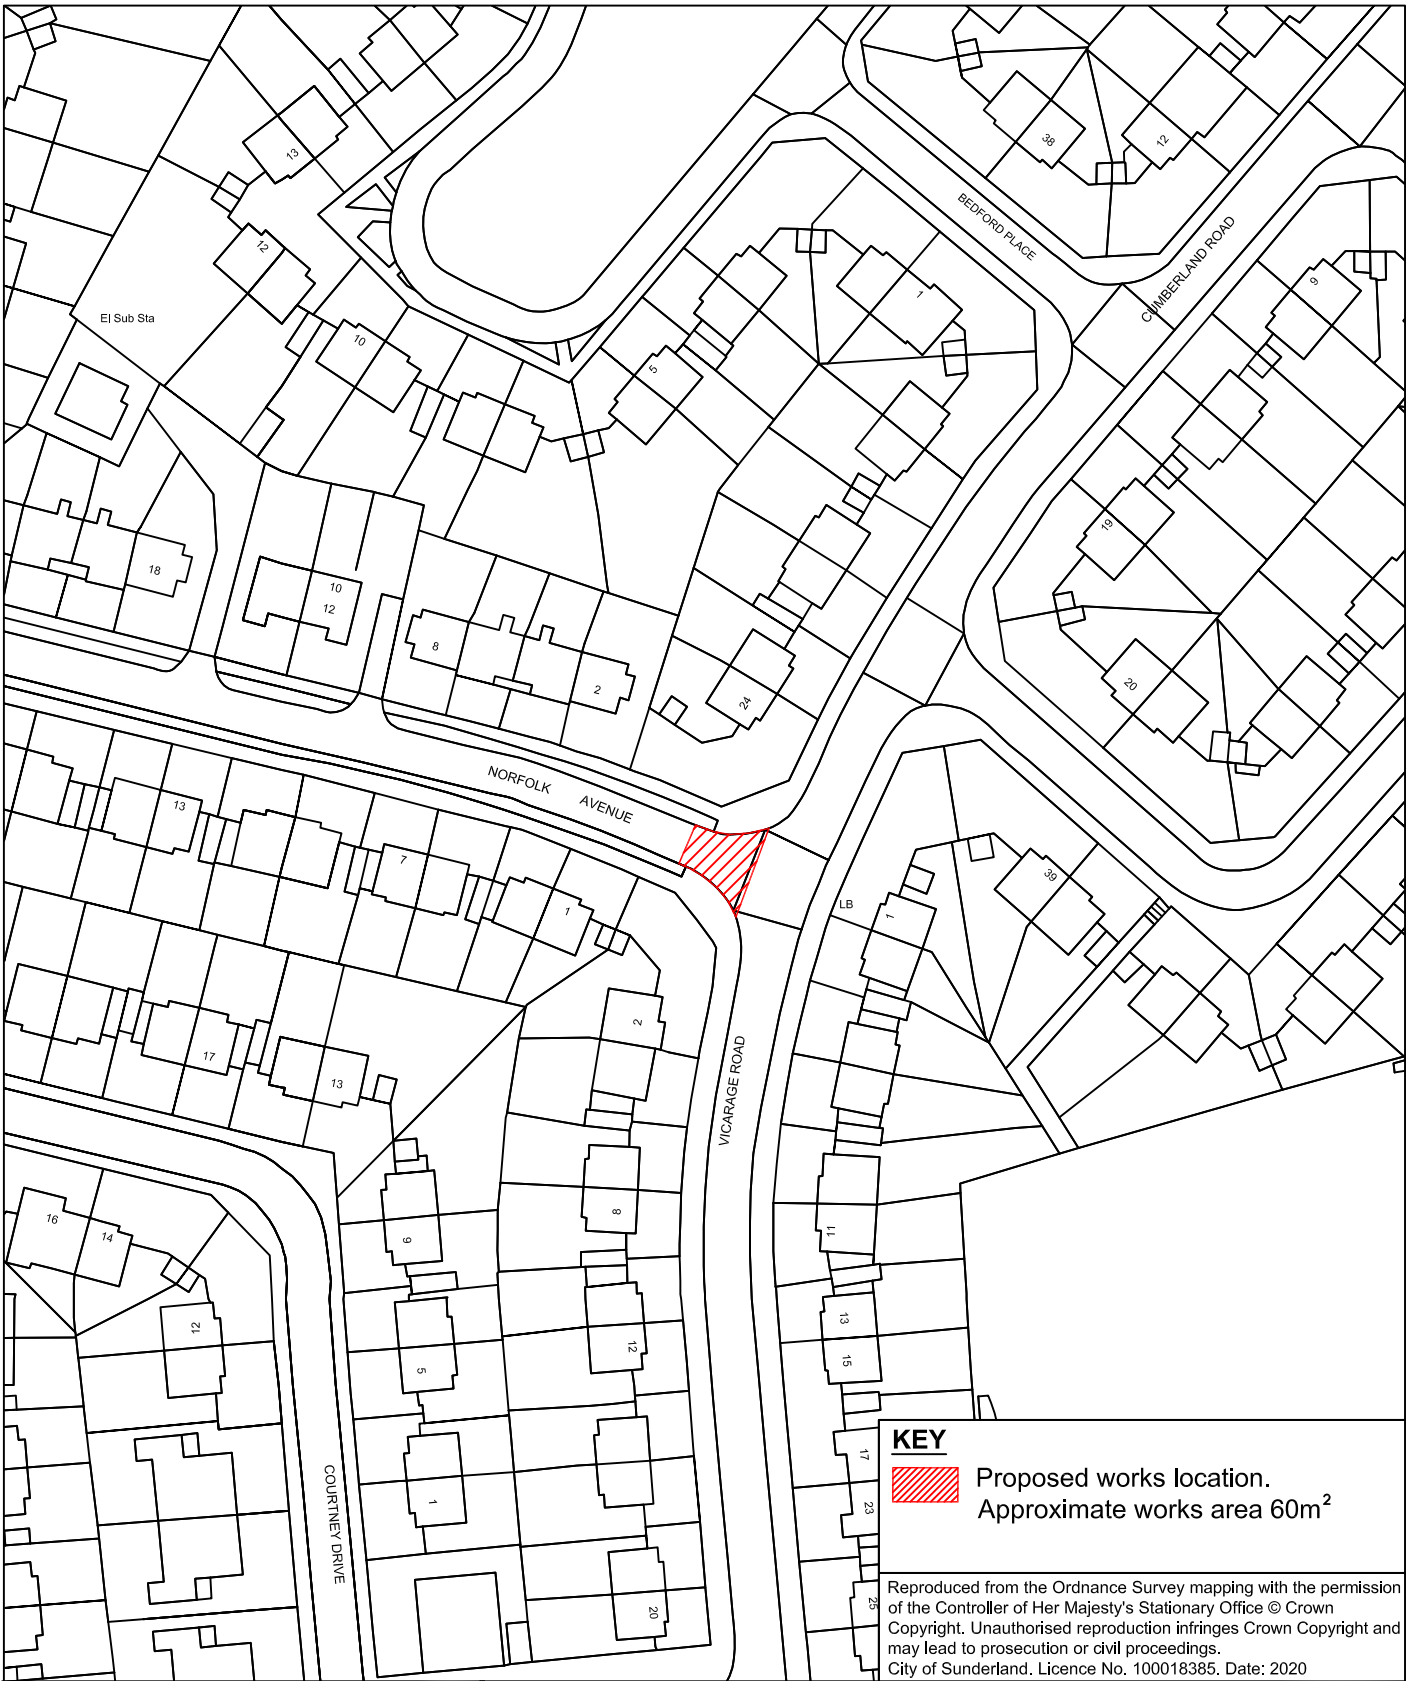 38
12
13
BEDFORD PLACE
CUMBERLAND ROAD
12
1
9
El Sub Sta
10
5
19
18
10
12
8
2
24
20
NORFOLK AVENUE
13
7
1
39
LB
1
2
17
13
VICARAGE ROAD
16
14
9
8
11
12
5
12
13
15
1
20
COURTNEY DRIVE
17
23
25
KEY
Proposed works location.
Approximate works area 60m²
Reproduced from the Ordnance Survey mapping with the permission
of the Controller of Her Majesty's Stationary Office © Crown
Copyright. Unauthorised reproduction infringes Crown Copyright and
may lead to prosecution or civil proceedings.
City of Sunderland. Licence No. 100018385. Date: 2020